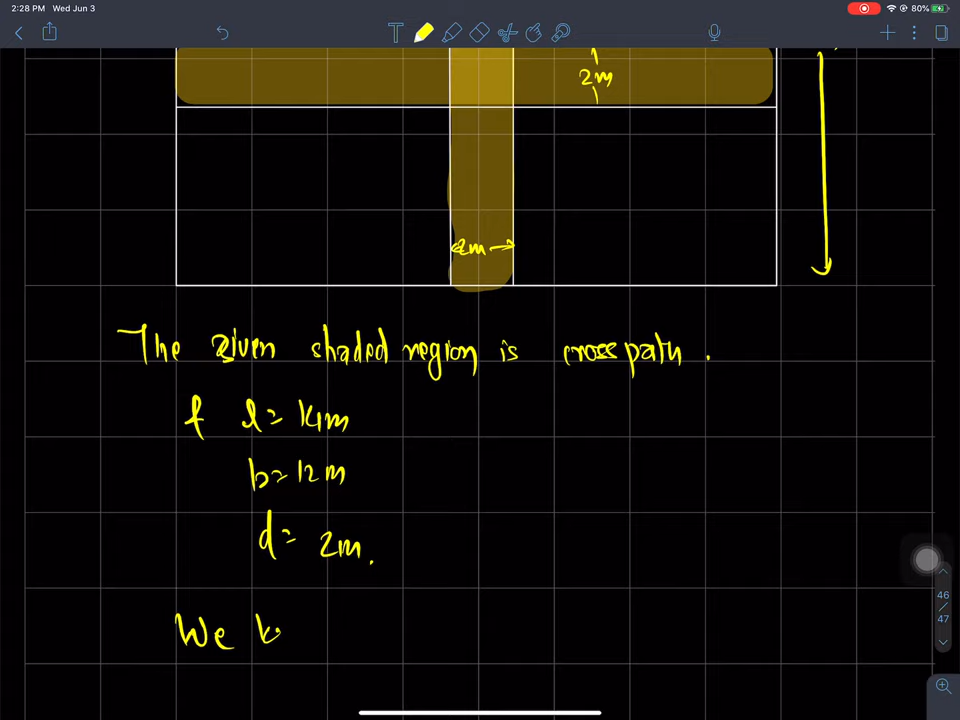 2:28 PM Wed Jun 3
80%
2m
2m
The given shaded region is cross path.
& l = 14m
b = 12m
d = 2m.
We k
46
/
47